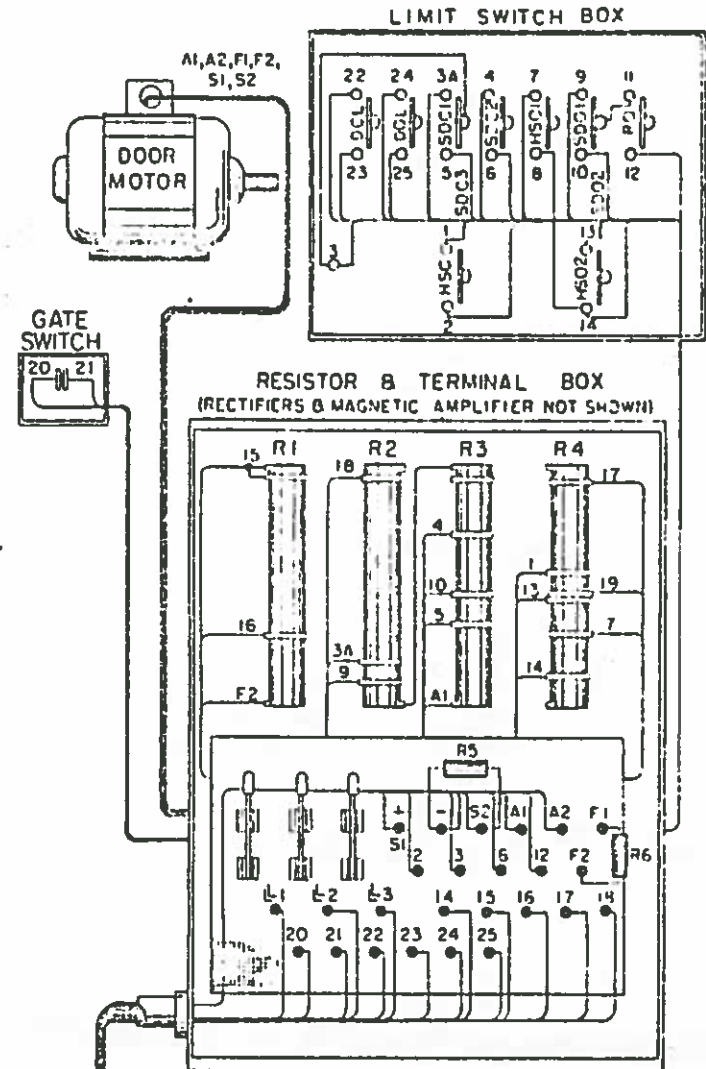 LIMIT SWITCH BOX
A1,A2,F1,F2,
S1,S2
22 24 3A 4 7 9 11
DCL DOL SDC1 SDC2 HSC1 SDO1
23 25 5 6 8 10 12
SDC3 SDO2
3 1 13
HSO2
2 14
DOOR
MOTOR
GATE
SWITCH
20 21
RESISTOR & TERMINAL BOX
(RECTIFIERS & MAGNETIC AMPLIFIER NOT SHOWN)
R1 R2 R3 R4
15 18 17
4
1
10 13 19
16 5 7
3A
9 14
F2 A1
R5
+ - S2 A1 A2 F1
S1
2 3 6 12 F2 R6
L1 L2 L3 14 15 16 17 18
20 21 22 23 24 25